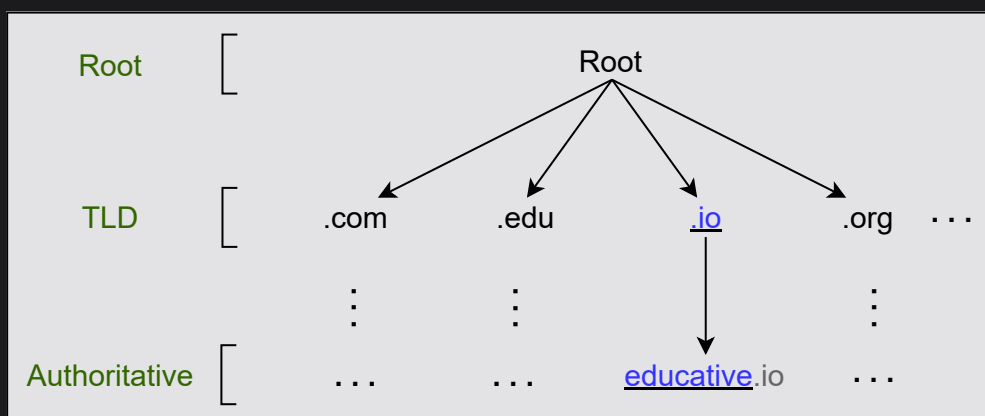 Root Root
TLD .com .edu .io .org ...
Authoritative ... ... educative.io ...